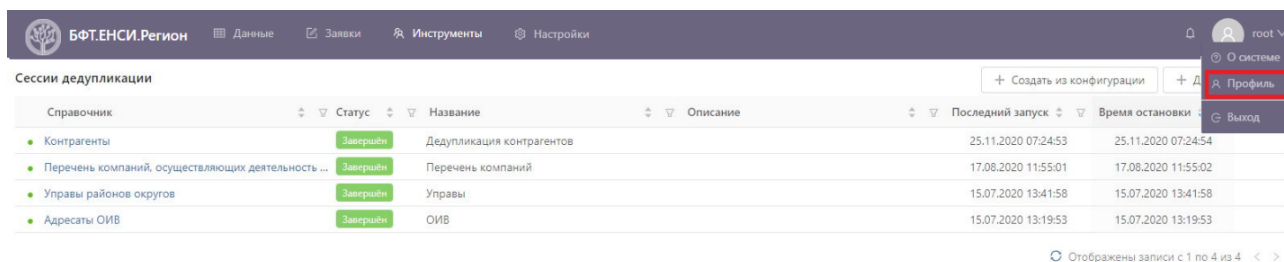 БФТ.ЕНСИ.Регион Данные Заявки Инструменты Настройки root
О системе
Сессии дедупликации + Создать из конфигурации + Д Профиль
Справочник Статус Название Описание Последний запуск Время остановки Выход
Контрагенты Завершён Дедупликация контрагентов 25.11.2020 07:24:53 25.11.2020 07:24:54
Перечень компаний, осуществляющих деятельность ... Завершён Перечень компаний 17.08.2020 11:55:01 17.08.2020 11:55:02
Управы районов округов Завершён Управы 15.07.2020 13:41:58 15.07.2020 13:41:58
Адресаты ОИВ Завершён ОИВ 15.07.2020 13:19:53 15.07.2020 13:19:53
Отображены записи с 1 по 4 из 4 < >